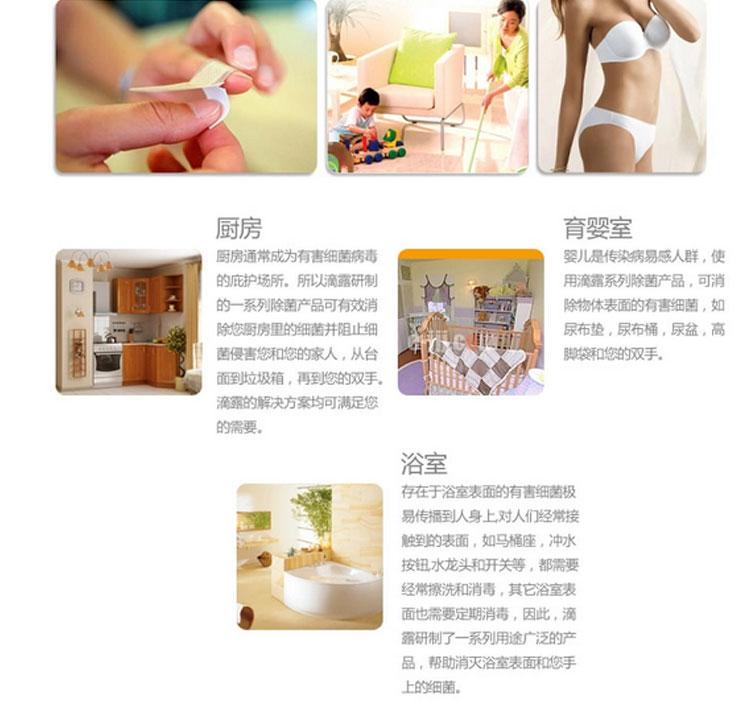 厨房
厨房通常成为有害细菌病毒
的庇护场所。所以滴露研制
的一系列除菌产品可有效消
除您厨房里的细菌并阻止细
菌侵害您和您的家人，从台
面到垃圾箱，再到您的双手。
滴露的解决方案均可满足您
的需要。
育婴室
婴儿是传染病易感人群，使
用滴露系列除菌产品，可消
除物体表面的有害细菌，如
尿布垫，尿布桶，尿盆，高
脚袋和您的双手。
浴室
存在于浴室表面的有害细菌极
易传播到人身上,对人们经常接
触到的表面，如马桶座，冲水
按钮,水龙头和开关等，都需要
经常擦洗和消毒，其它浴室表
面也需要定期消毒，因此，滴
露研制了一系列用途广泛的产
品，帮助消灭浴室表面和您手
上的细菌。